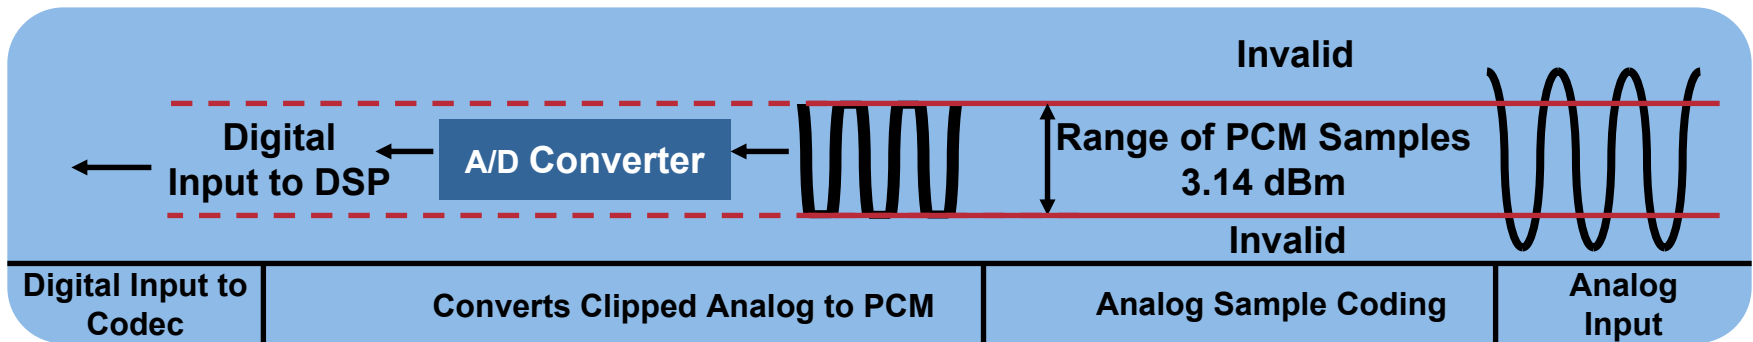 Invalid
Digital
Input to DSP
A/D Converter
Range of PCM Samples
3.14 dBm
Invalid
Digital Input to
Codec
Converts Clipped Analog to PCM
Analog Sample Coding
Analog
Input